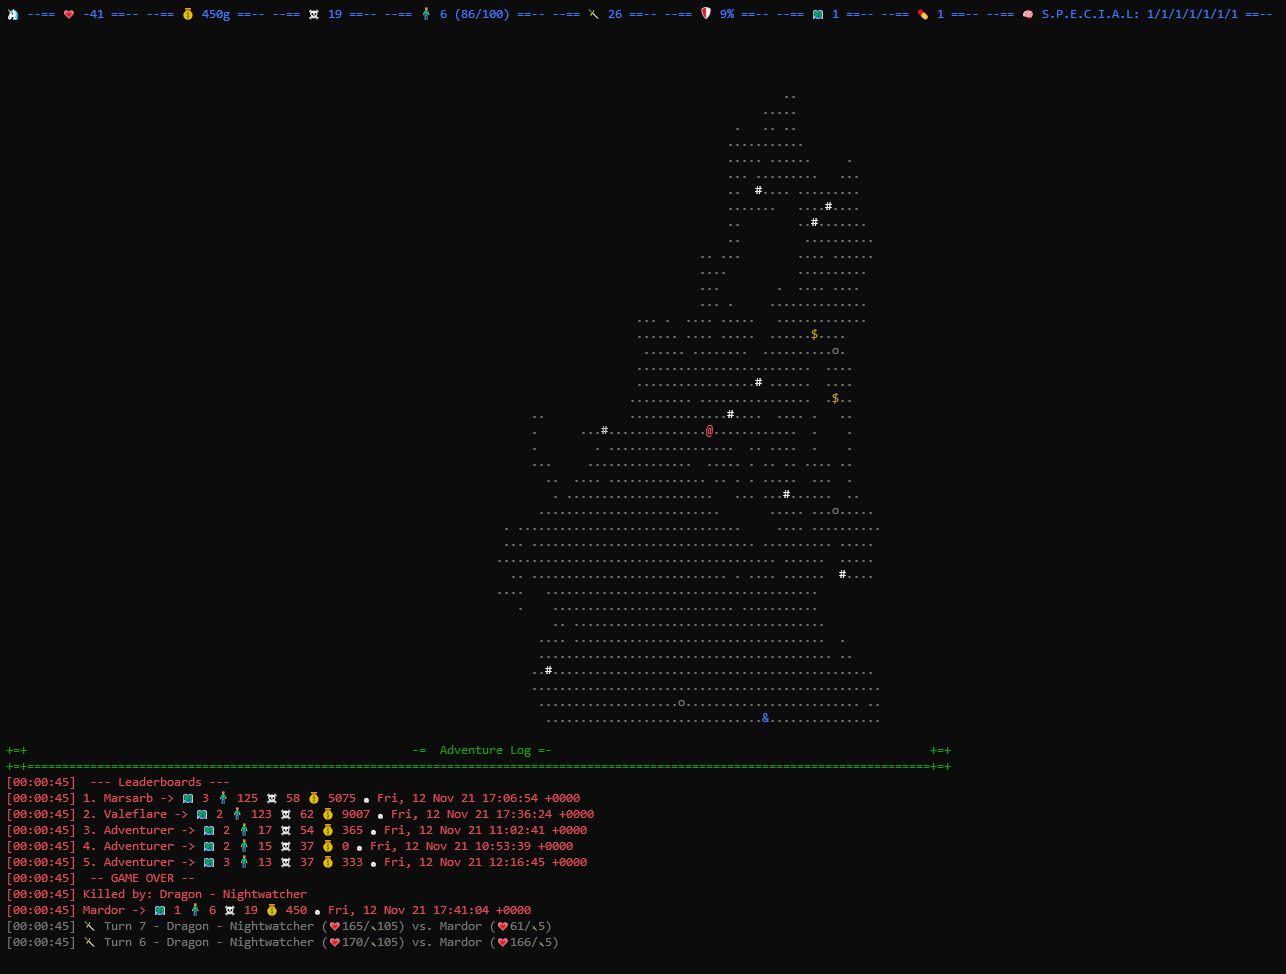 --== -41 ==-- --== 450g ==-- --== 19 ==-- --== 6 (86/100) ==-- --== 26 ==-- --== 9% ==-- --== 1 ==-- --== 1 ==-- --== S.P.E.C.I.A.L: 1/1/1/1/1/1/1 ==--
#
#
#
$
o
#
$
#
# @
#
o
#
#
o
&
+=+ -= Adventure Log =- +=+
[00:00:45] --- Leaderboards ---
[00:00:45] 1. Marsarb -> 3 125 58 5075 Fri, 12 Nov 21 17:06:54 +0000
[00:00:45] 2. Valeflare -> 2 123 62 9007 Fri, 12 Nov 21 17:36:24 +0000
[00:00:45] 3. Adventurer -> 2 17 54 365 Fri, 12 Nov 21 11:02:41 +0000
[00:00:45] 4. Adventurer -> 2 15 37 0 Fri, 12 Nov 21 10:53:39 +0000
[00:00:45] 5. Adventurer -> 3 13 37 333 Fri, 12 Nov 21 12:16:45 +0000
[00:00:45] -- GAME OVER --
[00:00:45] Killed by: Dragon - Nightwatcher
[00:00:45] Mardor -> 1 6 19 450 Fri, 12 Nov 21 17:41:04 +0000
[00:00:45] Turn 7 - Dragon - Nightwatcher (165/105) vs. Mardor (61/5)
[00:00:45] Turn 6 - Dragon - Nightwatcher (170/105) vs. Mardor (166/5)